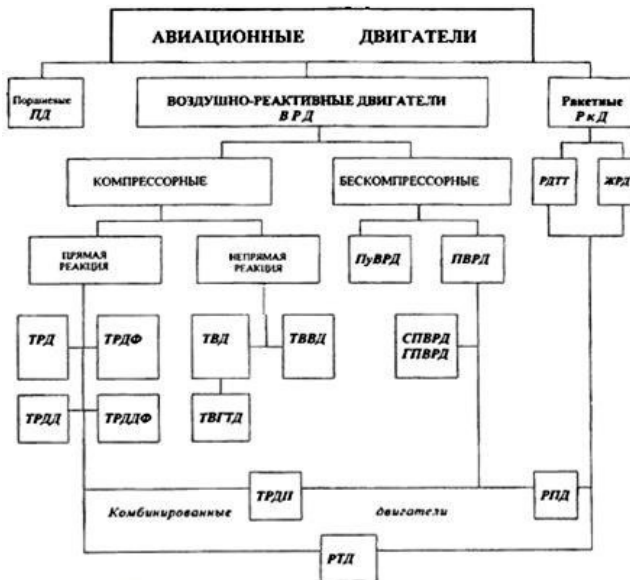 АВИАЦИОННЫЕ ДВИГАТЕЛИ
Поршневые
ПД
ВОЗДУШНО-РЕАКТИВНЫЕ ДВИГАТЕЛИ
ВРД
Ракетные
РкД
КОМПРЕССОРНЫЕ
БЕСКОМПРЕССОРНЫЕ
РДТТ
ЖРД
ПРЯМАЯ
РЕАКЦИЯ
НЕПРЯМАЯ
РЕАКЦИЯ
ПуВРД
ПВРД
ТРД
ТРДФ
ТВД
ТВВД
СПВРД
ГПВРД
ТРДД
ТРДДФ
ТВГТД
ТРДП
РПД
Комбинированные двигатели
РТД